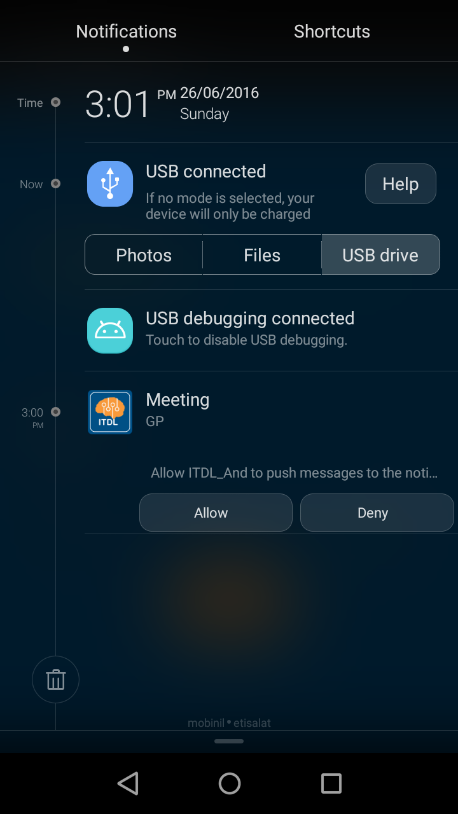 Notifications
Shortcuts
Time
3:01 PM 26/06/2016
Sunday
Now
USB connected
If no mode is selected, your
device will only be charged
Help
Photos
Files
USB drive
USB debugging connected
Touch to disable USB debugging.
3:00
PM
ITDL
Meeting
GP
Allow ITDL_And to push messages to the noti...
Allow
Deny
mobinil • etisalat